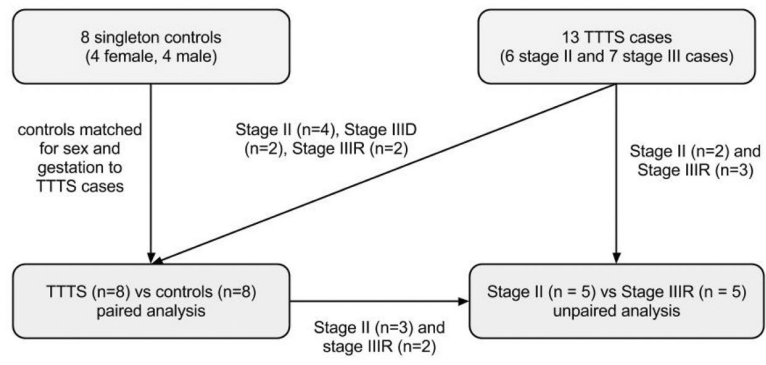 8 singleton controls
(4 female, 4 male)
13 TTTS cases
(6 stage II and 7 stage III cases)
controls matched
for sex and
gestation to
TTTS cases
Stage II (n=4), Stage IIID
(n=2), Stage IIIR (n=2)
Stage II (n=2) and
Stage IIIR (n=3)
TTTS (n=8) vs controls (n=8)
paired analysis
Stage II (n = 5) vs Stage IIIR (n = 5)
unpaired analysis
Stage II (n=3) and
stage IIIR (n=2)